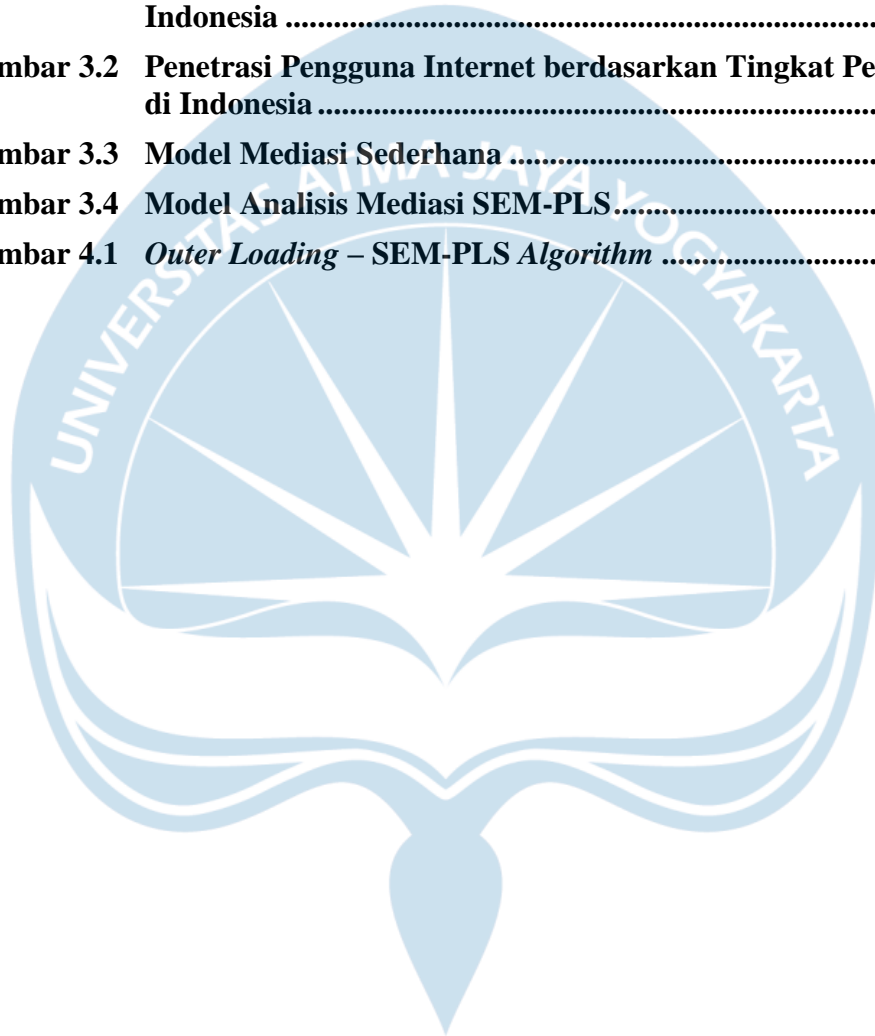 Indonesia ........................................................................................
mbar 3.2 Penetrasi Pengguna Internet berdasarkan Tingkat Pe
di Indonesia ...................................................................................
mbar 3.3 Model Mediasi Sederhana .......................................................
mbar 3.4 Model Analisis Mediasi SEM-PLS.......................................
mbar 4.1 Outer Loading – SEM-PLS Algorithm ................................
UNIVERSITAS ATMA JAYA YOGYAKARTA